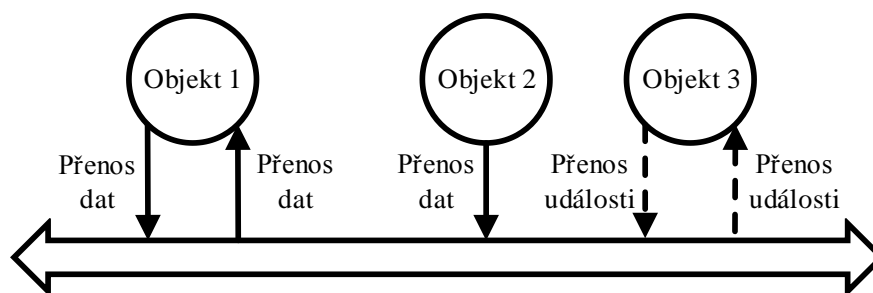 Objekt 1
Objekt 2
Objekt 3
Přenos
dat
Přenos
dat
Přenos
dat
Přenos
události
Přenos
události